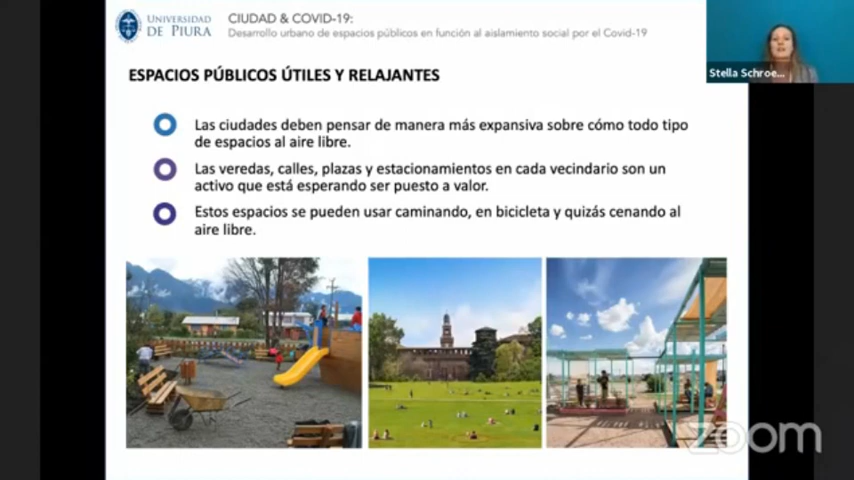 UNIVERSIDAD
DE PIURA
CIUDAD & COVID-19:
Desarrollo urbano de espacios públicos en función al aislamiento social por el Covid-19
Stella Schroe...
ESPACIOS PÚBLICOS ÚTILES Y RELAJANTES
Las ciudades deben pensar de manera más expansiva sobre cómo todo tipo
de espacios al aire libre.
Las veredas, calles, plazas y estacionamientos en cada vecindario son un
activo que está esperando ser puesto a valor.
Estos espacios se pueden usar caminando, en bicicleta y quizás cenando al
aire libre.
zoom